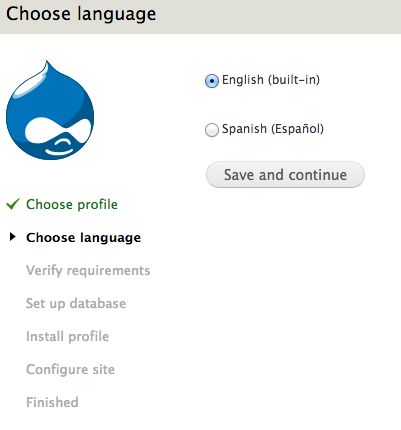 Choose language
English (built-in)
Spanish (Español)
Save and continue
Choose profile
Choose language
Verify requirements
Set up database
Install profile
Configure site
Finished